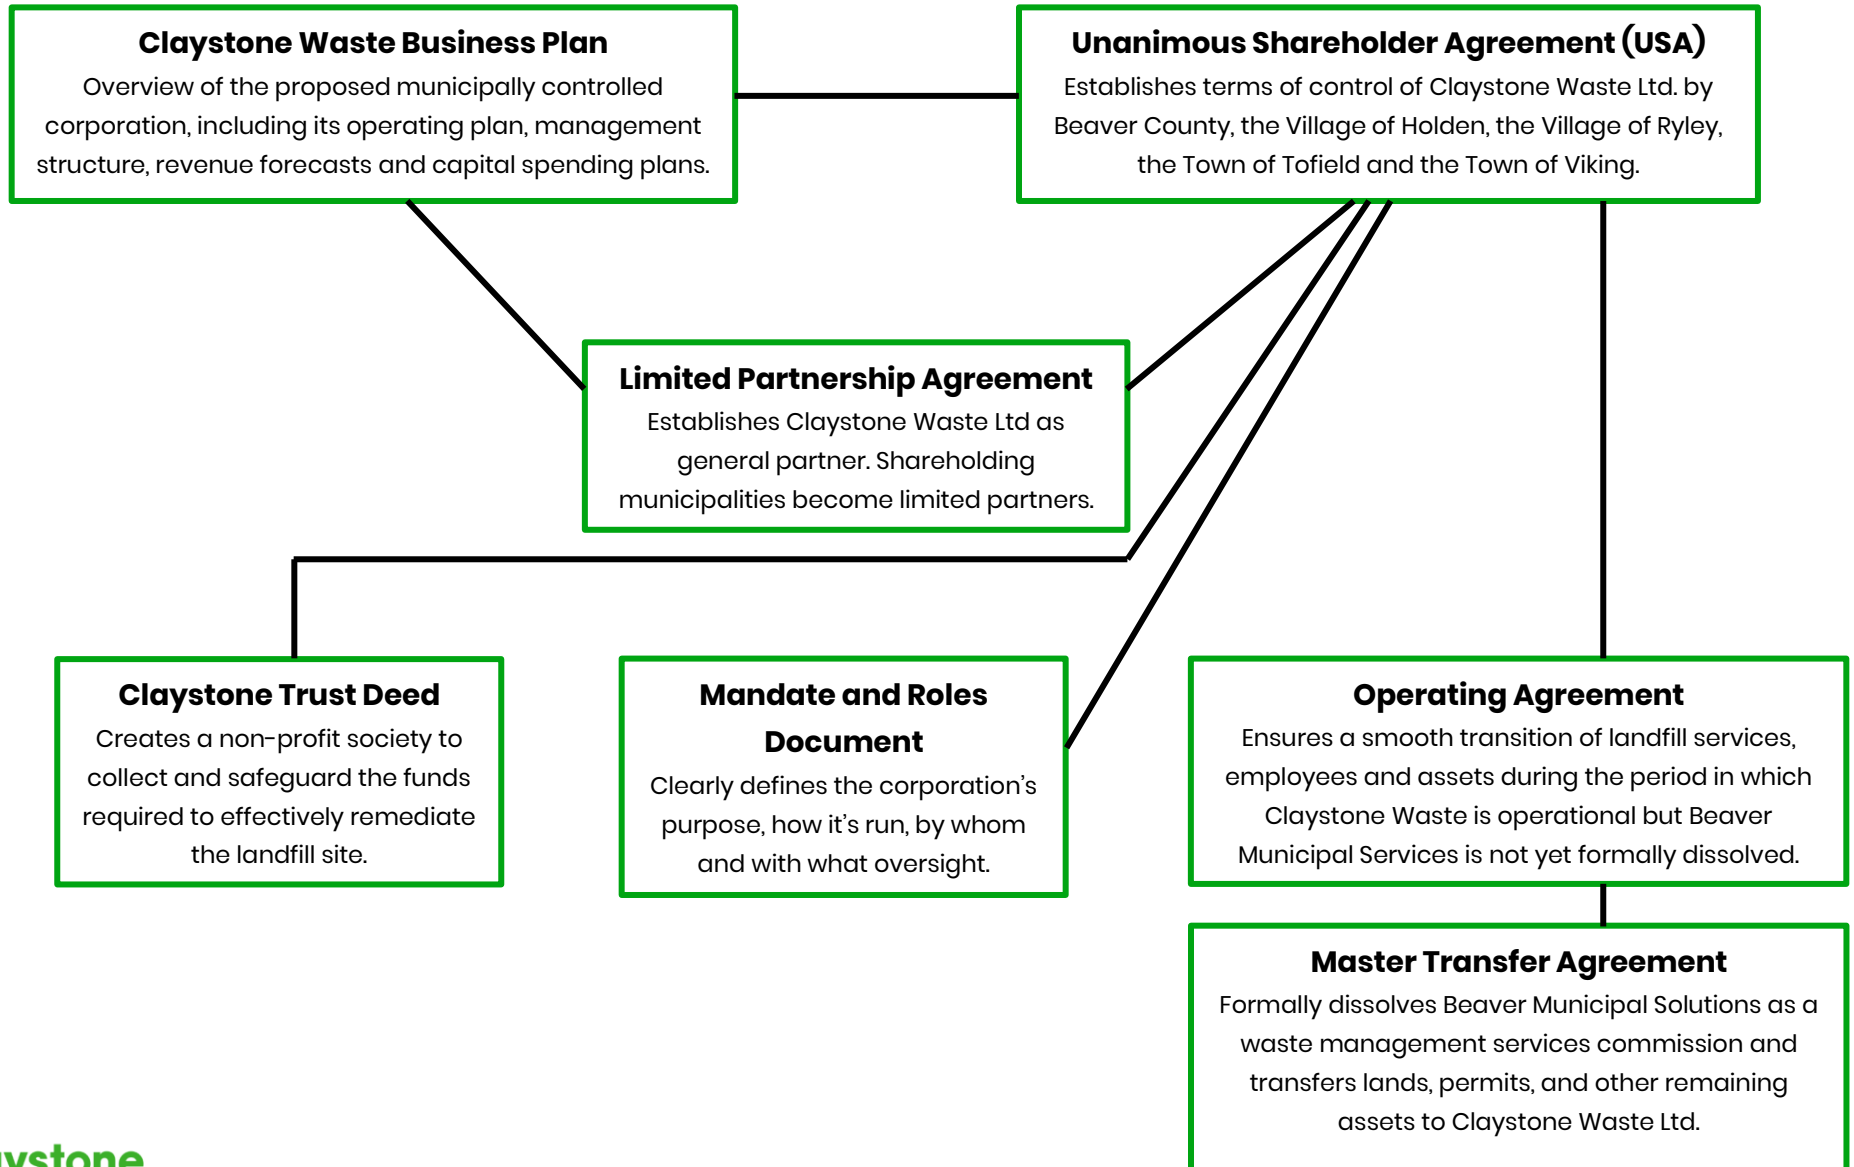 Claystone Waste Business Plan
Overview of the proposed municipally controlled
corporation, including its operating plan, management
structure, revenue forecasts and capital spending plans.
Unanimous Shareholder Agreement (USA)
Establishes terms of control of Claystone Waste Ltd. by
Beaver County, the Village of Holden, the Village of Ryley,
the Town of Tofield and the Town of Viking.
Limited Partnership Agreement
Establishes Claystone Waste Ltd as
general partner. Shareholding
municipalities become limited partners.
Claystone Trust Deed
Creates a non-profit society to
collect and safeguard the funds
required to effectively remediate
the landfill site.
Mandate and Roles
Document
Clearly defines the corporation's
purpose, how it's run, by whom
and with what oversight.
Operating Agreement
Ensures a smooth transition of landfill services,
employees and assets during the period in which
Claystone Waste is operational but Beaver
Municipal Services is not yet formally dissolved.
Master Transfer Agreement
Formally dissolves Beaver Municipal Solutions as a
waste management services commission and
transfers lands, permits, and other remaining
assets to Claystone Waste Ltd.